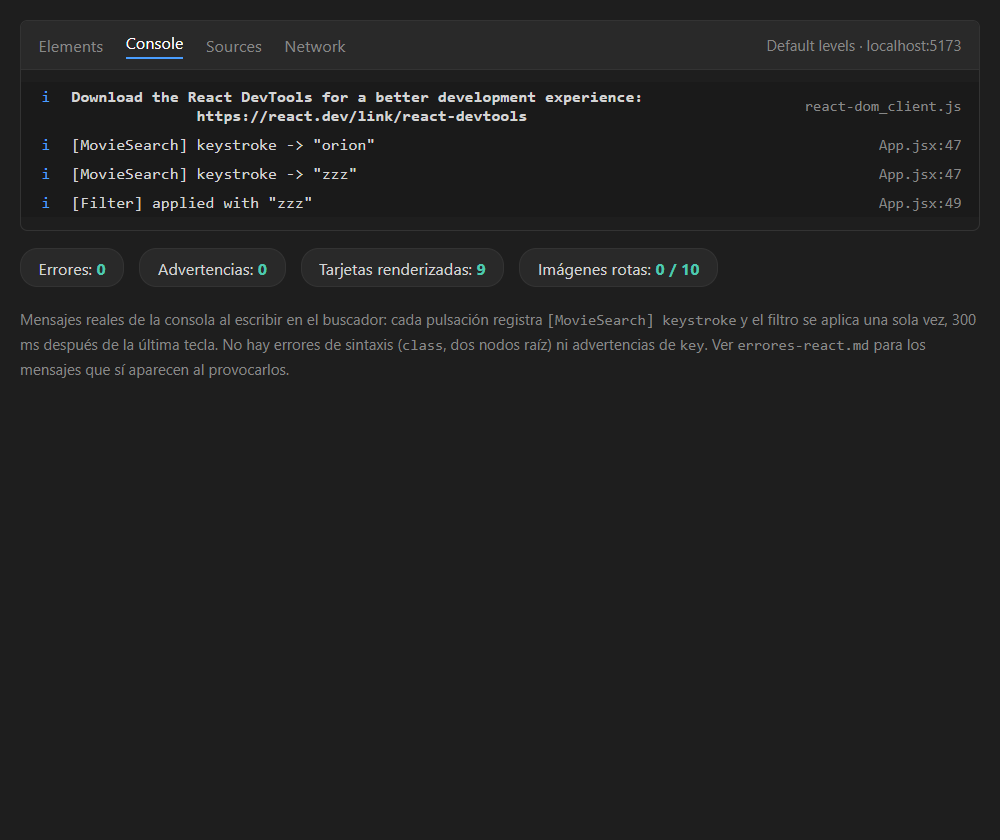 Elements Console Sources Network Default levels · localhost:5173
i Download the React DevTools for a better development experience: react-dom_client.js
https://react.dev/link/react-devtools
i [MovieSearch] keystroke -> "orion" App.jsx:47
i [MovieSearch] keystroke -> "zzz" App.jsx:47
i [Filter] applied with "zzz" App.jsx:49
Errores: 0 Advertencias: 0 Tarjetas renderizadas: 9 Imágenes rotas: 0 / 10
Mensajes reales de la consola al escribir en el buscador: cada pulsación registra [MovieSearch] keystroke y el filtro se aplica una sola vez, 300
ms después de la última tecla. No hay errores de sintaxis (class, dos nodos raíz) ni advertencias de key. Ver errores-react.md para los
mensajes que sí aparecen al provocarlos.